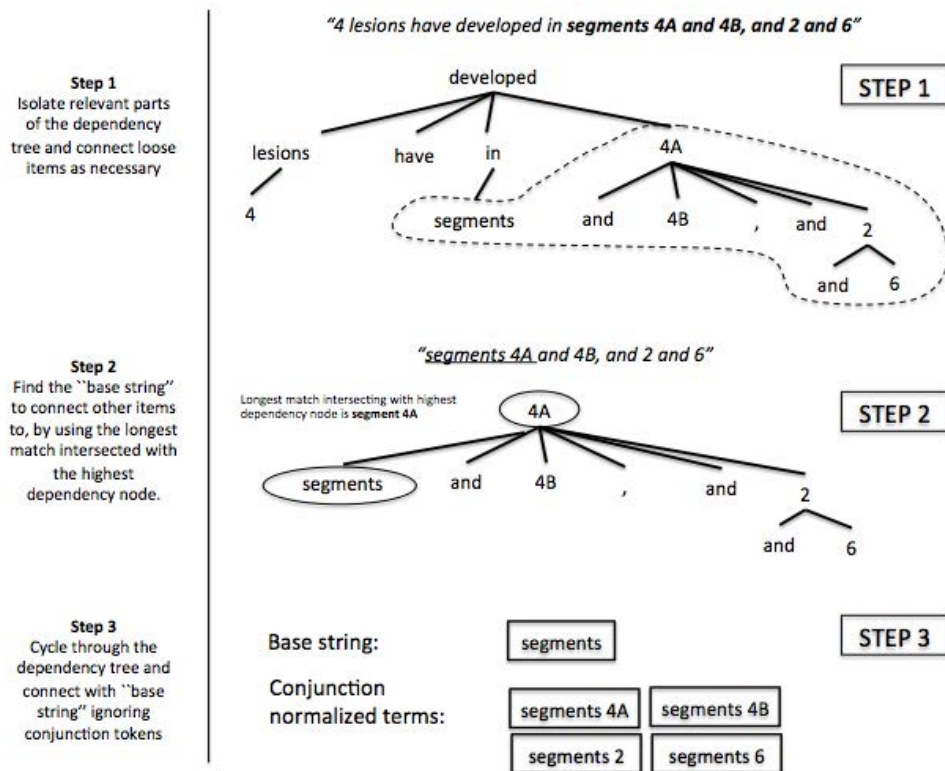 "4 lesions have developed in segments 4A and 4B, and 2 and 6"
Step 1
Isolate relevant parts
of the dependency
tree and connect loose
items as necessary
STEP 1
developed
lesions
have
in
4A
4
segments
and
4B
,
and
2
and
6
Step 2
Find the ``base string"
to connect other items
to, by using the longest
match intersected with
the highest
dependency node.
"segments 4A and 4B, and 2 and 6"
STEP 2
Longest match intersecting with highest
dependency node is segment 4A
4A
segments
and
4B
,
and
2
and
6
Step 3
Cycle through the
dependency tree and
connect with ``base
string" ignoring
conjunction tokens
STEP 3
Base string:
segments
Conjunction
normalized terms:
segments 4A
segments 4B
segments 2
segments 6